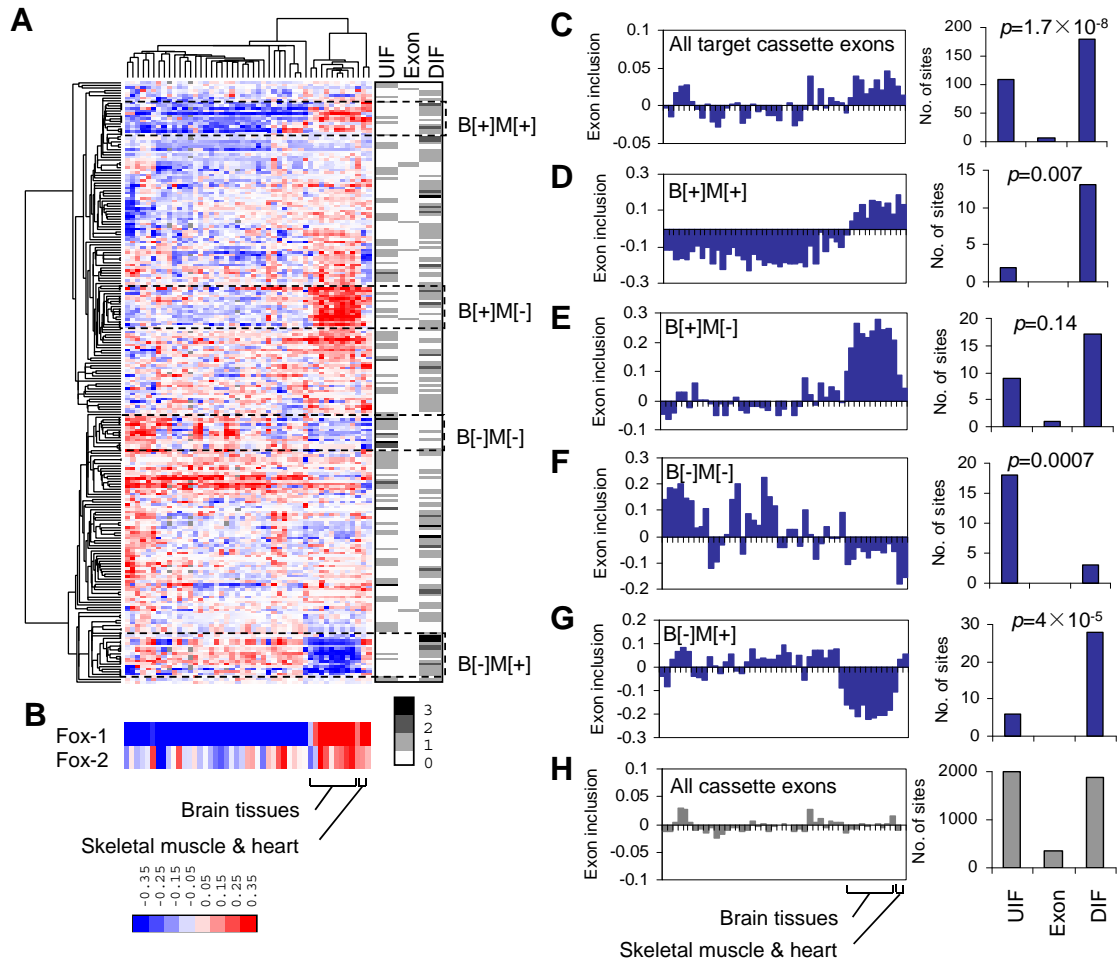 A
UIF
Exon
DIF
B[+]M[+]
B[+]M[-]
B[-]M[-]
B[-]M[+]
B
Fox-1
Fox-2
3
2
1
0
Brain tissues
Skeletal muscle & heart
-0.35
-0.25
-0.15
-0.05
0.05
0.15
0.25
0.35
C
Exon inclusion
0.1
0.05
0
-0.05
All target cassette exons
No. of sites
200
150
100
50
0
p=1.7×10-8
D
Exon inclusion
0.3
0.1
-0.1
-0.3
B[+]M[+]
No. of sites
15
10
5
0
p=0.007
E
Exon inclusion
0.3
0.2
0.1
0
-0.1
B[+]M[-]
No. of sites
20
15
10
5
0
p=0.14
F
Exon inclusion
0.3
0.2
0.1
0
-0.1
-0.2
B[-]M[-]
No. of sites
20
15
10
5
0
p=0.0007
G
Exon inclusion
0.2
0.1
0
-0.1
-0.2
-0.3
B[-]M[+]
No. of sites
30
20
10
0
p=4×10-5
H
Exon inclusion
0.1
0.05
0
-0.05
-0.1
All cassette exons
No. of sites
2000
1000
0
UIF
Exon
DIF
Brain tissues
Skeletal muscle & heart